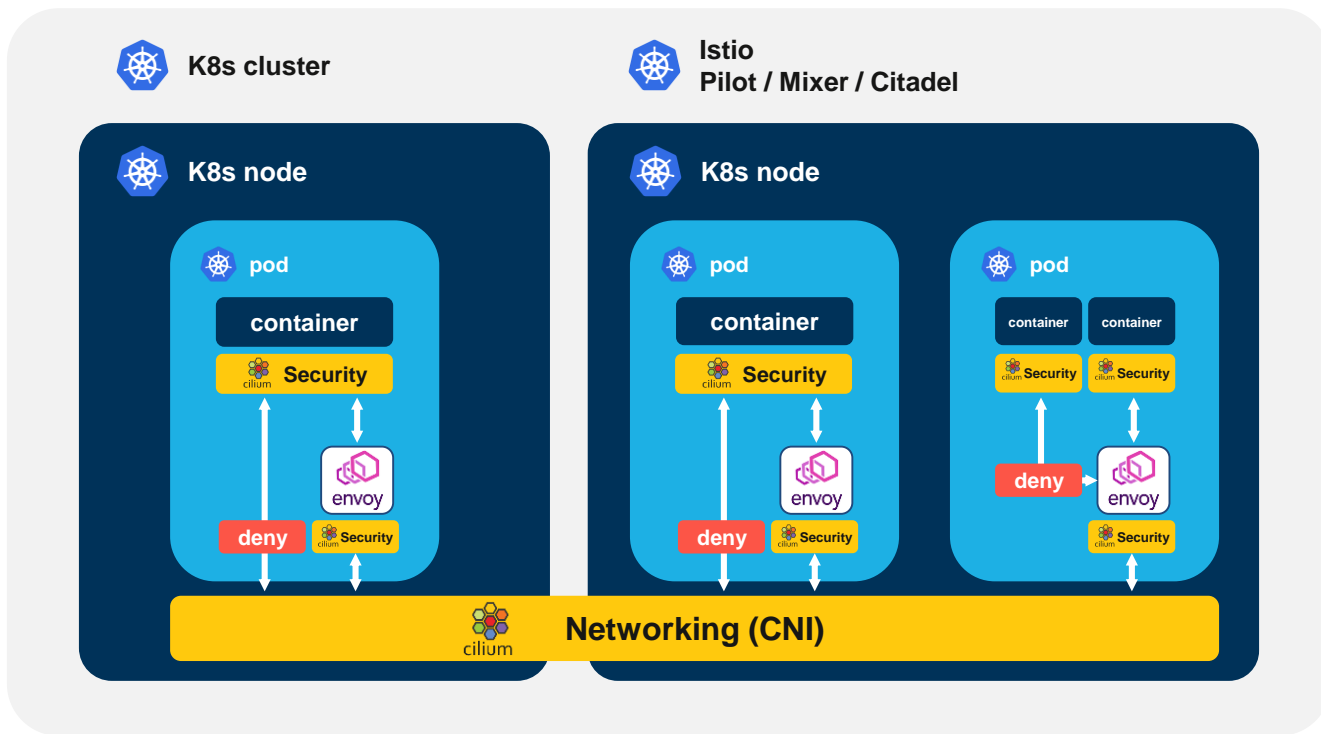 K8s cluster
Istio
Pilot / Mixer / Citadel
K8s node
pod
container
cilium Security
envoy
deny
cilium Security
K8s node
pod
container
cilium Security
envoy
deny
cilium Security
pod
container container
cilium Security cilium Security
deny
envoy
cilium Security
cilium Networking (CNI)